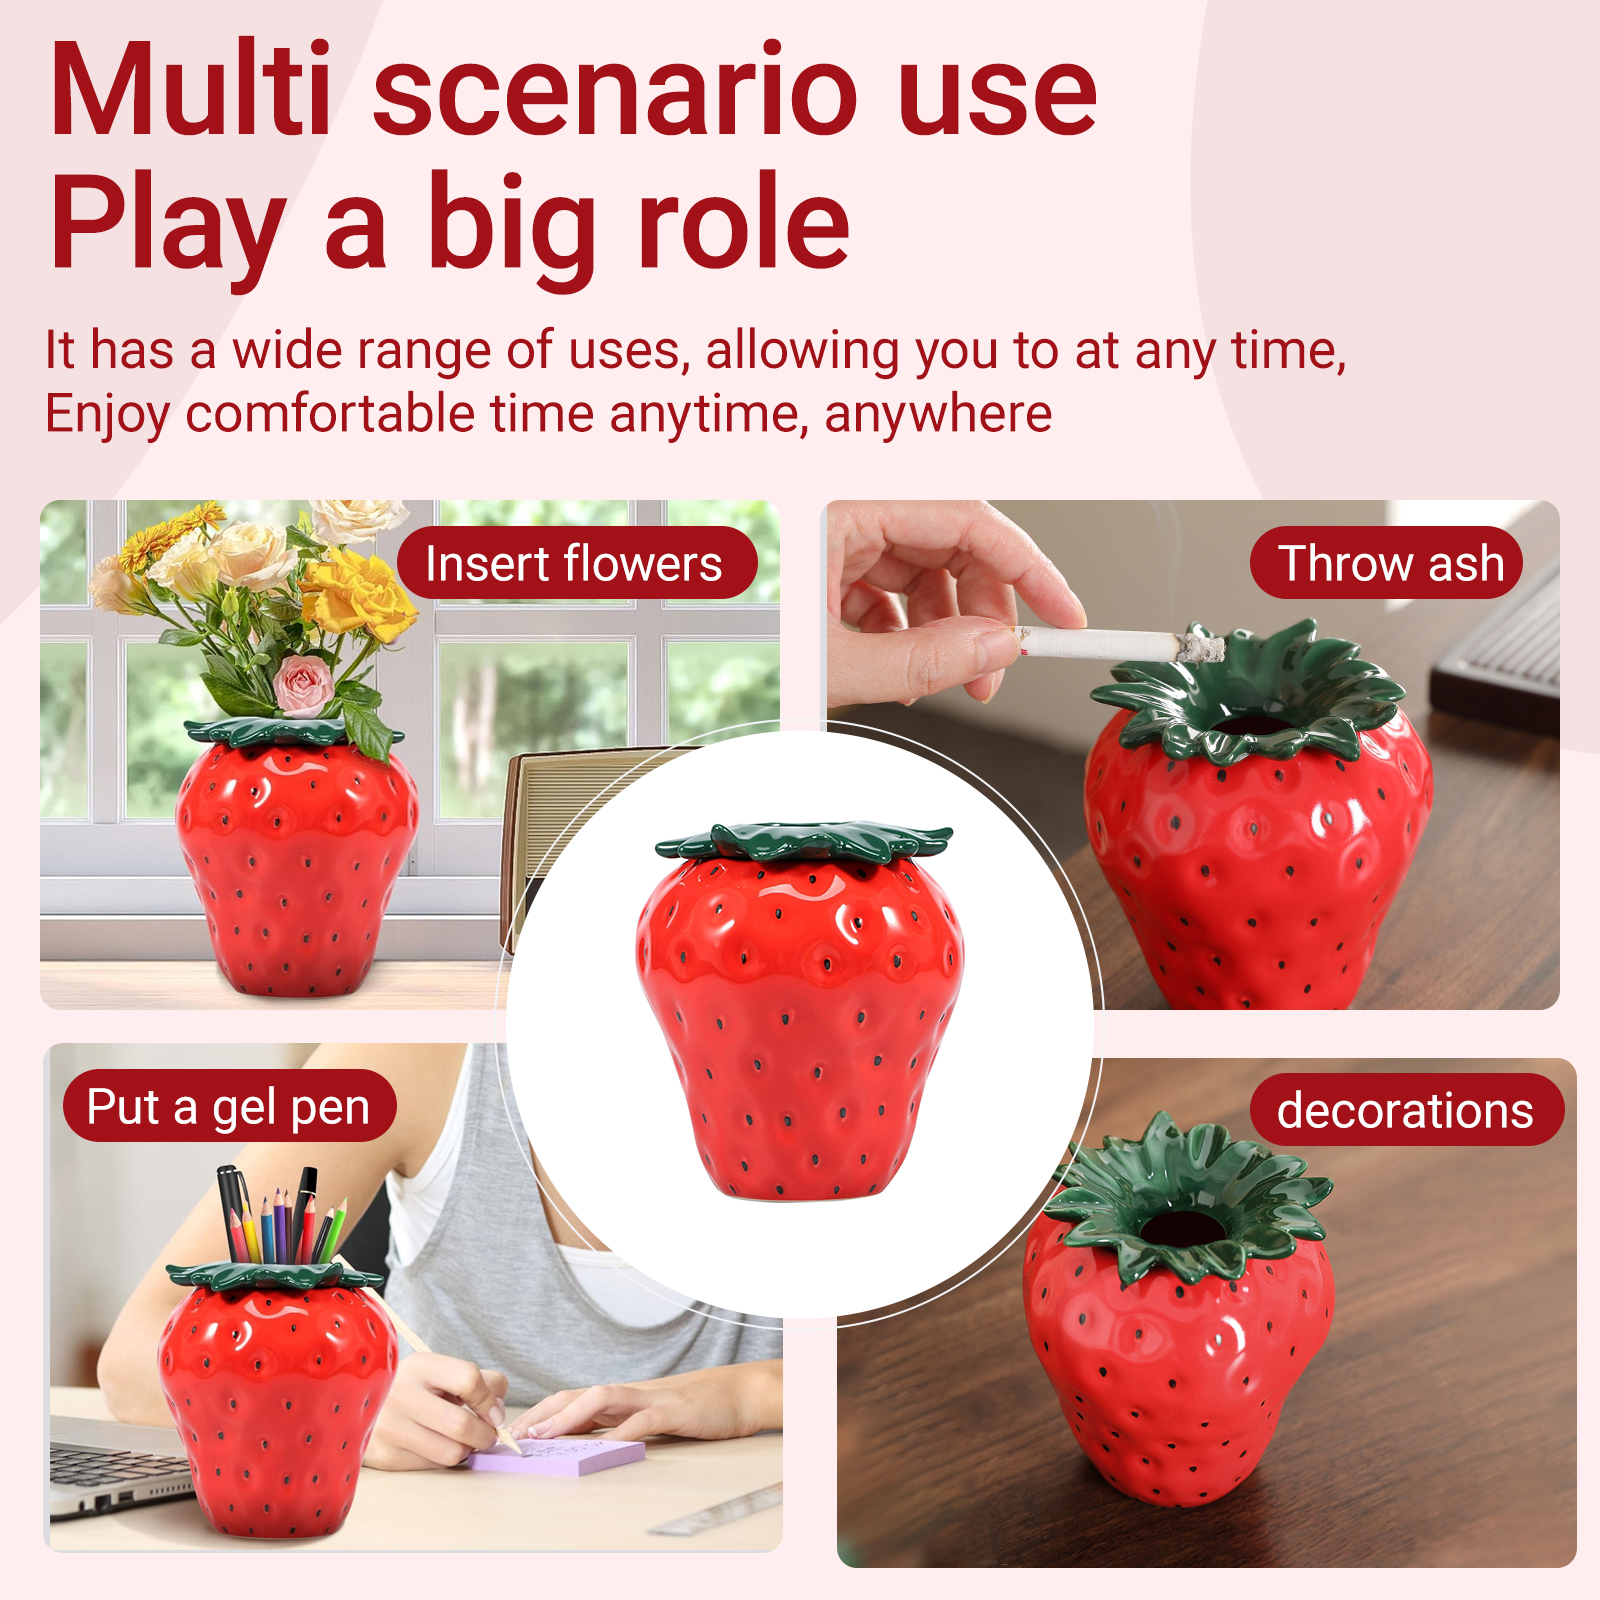 Multi scenario use
Play a big role
It has a wide range of uses, allowing you to at any time,
Enjoy comfortable time anytime, anywhere
Insert flowers
Throw ash
Put a gel pen
decorations